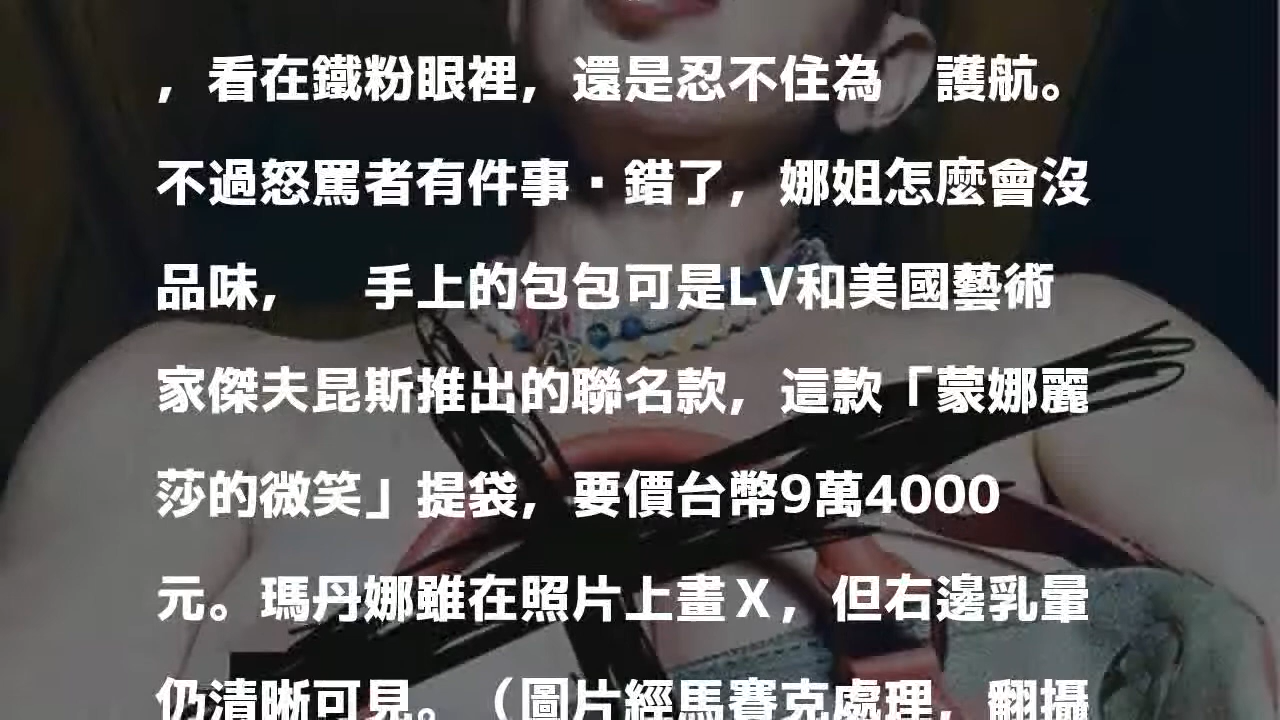 ，看在鐵粉眼裡，還是忍不住為　護航。
不過怒罵者有件事·錯了，娜姐怎麼會沒
品味，　手上的包包可是LV和美國藝術
家傑夫昆斯推出的聯名款，這款「蒙娜麗
莎的微笑」提袋，要價台幣9萬4000
元。瑪丹娜雖在照片上畫Ｘ，但右邊乳暈
仍清晰可見。（圖片經馬賽克處理，翻攝